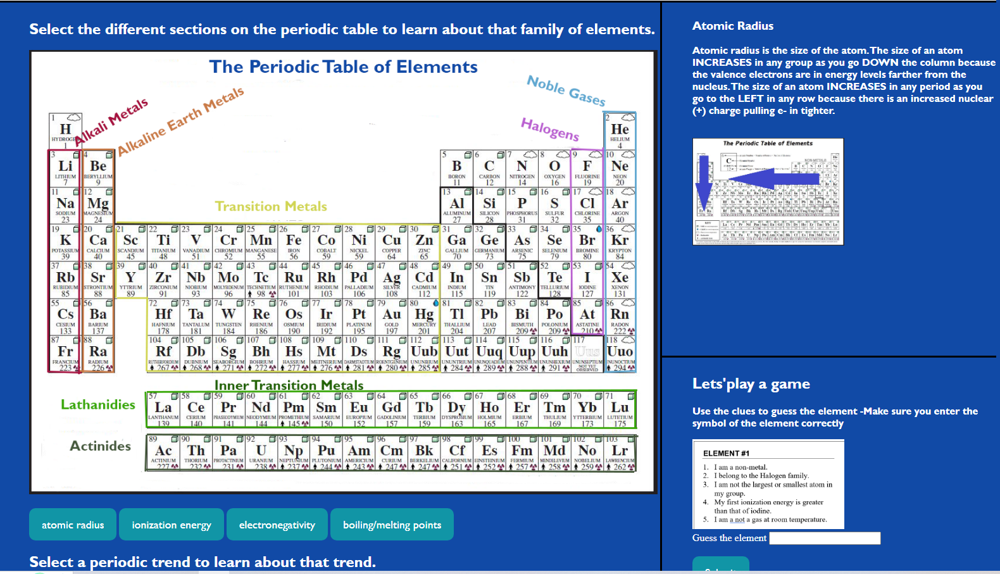 Select the different sections on the periodic table to learn about that family of elements.
The Periodic Table of Elements
Alkali Metals
Alkaline Earth Metals
Noble Gases
Halogens
Transition Metals
1 2
H He
HYDROGE HELIUM
1 4
3 4 5 6 7 8 9 10
Li Be B C N O F Ne
LITHIUM BERYLLIUM BORON CARBON NITROGEN OXYGEN FLUORINE NEON
7 9 11 12 14 16 19 20
11 12 13 14 15 16 17 18
Na Mg Al Si P S Cl Ar
SODIUM MAGNESIUM ALUMINUM SILICON PHOSPHORUS SULFUR CHLORINE ARGON
23 24 27 28 31 32 35 40
19 20 21 22 23 24 25 26 27 28 29 30 31 32 33 34 35 36
K Ca Sc Ti V Cr Mn Fe Co Ni Cu Zn Ga Ge As Se Br Kr
POTASSIUM CALCIUM SCANDIUM TITANIUM VANADIUM CHROMIUM MANGANESE IRON COBALT NICKEL COPPER ZINC GALLIUM GERMANIUM ARSENIC SELENIUM BROMINE KRYPTON
39 40 45 48 51 52 55 56 59 59 64 65 70 73 75 79 80 84
37 38 39 40 41 42 43 44 45 46 47 48 49 50 51 52 53 54
Rb Sr Y Zr Nb Mo Tc Ru Rh Pd Ag Cd In Sn Sb Te I Xe
RUBIDIUM STRONTIUM YTTRIUM ZIRCONIUM NIOBIUM MOLYBDENUM TECHNETIUM RUTHENIUM RHODIUM PALLADIUM SILVER CADMIUM INDIUM TIN ANTIMONY TELLURIUM IODINE XENON
85 88 89 91 93 96 98 101 103 106 108 112 115 119 122 128 127 131
55 56 72 73 74 75 76 77 78 79 80 81 82 83 84 85 86
Cs Ba Hf Ta W Re Os Ir Pt Au Hg Tl Pb Bi Po At Rn
CESIUM BARIUM HAFNIUM TANTALUM TUNGSTEN RHENIUM OSMIUM IRIDIUM PLATINUM GOLD MERCURY THALLIUM LEAD BISMUTH POLONIUM ASTATINE RADON
133 137 178 181 184 186 190 192 195 197 201 204 207 209 209 210 222
87 88 104 105 106 107 108 109 110 111 112 113 114 115 116 117 118
Fr Ra Rf Db Sg Bh Hs Mt Ds Rg Uub Uut Uuq Uup Uuh Uus Uuo
FRANCIUM RADIUM RUTHERFORDIUM DUBNIUM SEABORGIUM BOHRIUM HASSIUM MEITNERIUM DARMSTADTIUM ROENTGENIUM UNUNBIUM UNUNTRIUM UNUNQUADIUM UNUNPENTIUM UNUNHEXIUM UNUNSEPTIUM UNUNOCTIUM
223 226 267 268 271 272 277 276 281 280 285 284 289 288 291 NOT YET OBSERVED 294
Inner Transition Metals
Lathanidies
57 58 59 60 61 62 63 64 65 66 67 68 69 70 71
La Ce Pr Nd Pm Sm Eu Gd Tb Dy Ho Er Tm Yb Lu
LANTHANUM CERIUM PRASEODYMIUM NEODYMIUM PROMETHIUM SAMARIUM EUROPIUM GADOLINIUM TERBIUM DYSPROSIUM HOLMIUM ERBIUM THULIUM YTTERBIUM LUTETIUM
139 140 141 144 145 150 152 157 159 163 165 167 169 173 175
Actinides
89 90 91 92 93 94 95 96 97 98 99 100 101 102 103
Ac Th Pa U Np Pu Am Cm Bk Cf Es Fm Md No Lr
ACTINIUM THORIUM PROTACTINIUM URANIUM NEPTUNIUM PLUTONIUM AMERICIUM CURIUM BERKELIUM CALIFORNIUM EINSTEINIUM FERMIUM MENDELEVIUM NOBELIUM LAWRENCIUM
227 232 231 238 237 244 243 247 247 251 252 257 258 259 262
atomic radius
ionization energy
electronegativity
boiling/melting points
Select a periodic trend to learn about that trend.
Atomic Radius
Atomic radius is the size of the atom.The size of an atom
INCREASES in any group as you go DOWN the column because
the valence electrons are in energy levels farther from the
nucleus.The size of an atom INCREASES in any period as you
go to the LEFT in any row because there is an increased nuclear
(+) charge pulling e- in tighter.
The Periodic Table of Elements
Lets'play a game
Use the clues to guess the element -Make sure you enter the
symbol of the element correctly
ELEMENT #1
1. I am a non-metal.
2. I belong to the Halogen family.
3. I am not the largest or smallest atom in
my group.
4. My first ionization energy is greater
than that of iodine.
5. I am a not a gas at room temperature.
Guess the element